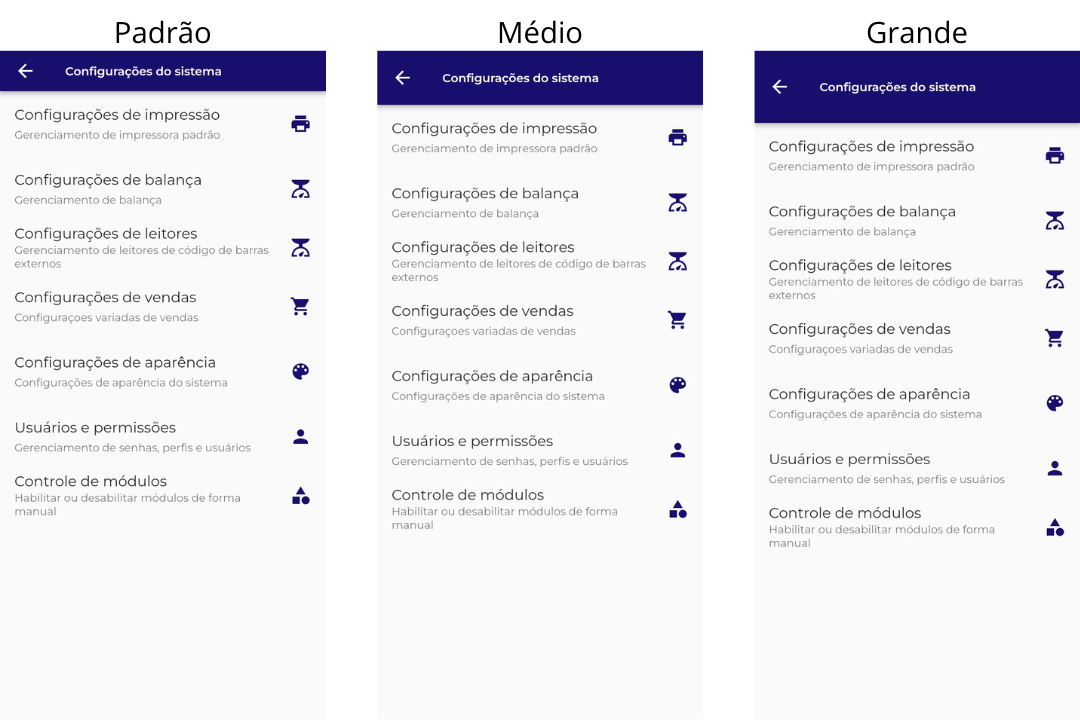 Padrão
Configurações do sistema
Configurações de impressão
Gerenciamento de impressora padrão
Configurações de balança
Gerenciamento de balança
Configurações de leitores
Gerenciamento de leitores de código de barras
externos
Configurações de vendas
Configuraçoes variadas de vendas
Configurações de aparência
Configurações de aparência do sistema
Usuários e permissões
Gerenciamento de senhas, perfis e usuários
Controle de módulos
Habilitar ou desabilitar módulos de forma
manual
Médio
Configurações do sistema
Configurações de impressão
Gerenciamento de impressora padrão
Configurações de balança
Gerenciamento de balança
Configurações de leitores
Gerenciamento de leitores de código de barras
externos
Configurações de vendas
Configuraçoes variadas de vendas
Configurações de aparência
Configurações de aparência do sistema
Usuários e permissões
Gerenciamento de senhas, perfis e usuários
Controle de módulos
Habilitar ou desabilitar módulos de forma
manual
Grande
Configurações do sistema
Configurações de impressão
Gerenciamento de impressora padrão
Configurações de balança
Gerenciamento de balança
Configurações de leitores
Gerenciamento de leitores de código de barras
externos
Configurações de vendas
Configuraçoes variadas de vendas
Configurações de aparência
Configurações de aparência do sistema
Usuários e permissões
Gerenciamento de senhas, perfis e usuários
Controle de módulos
Habilitar ou desabilitar módulos de forma
manual